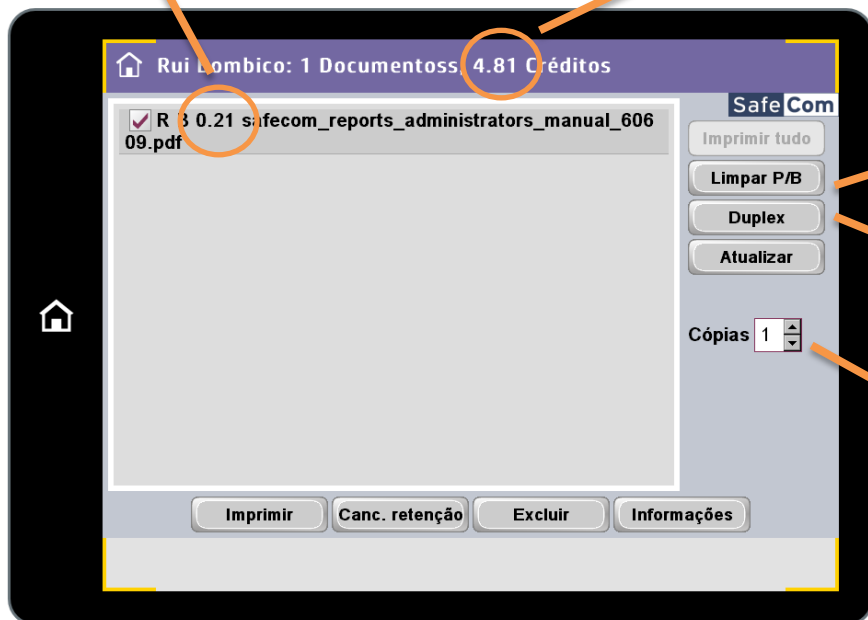 Rui Bombico: 1 Documentoss, 4.81 Créditos
SafeCom
R B 0.21 safecom_reports_administrators_manual_606
09.pdf
Imprimir tudo
Limpar P/B
Duplex
Atualizar
Cópias 1
Imprimir
Canc. retenção
Excluir
Informações